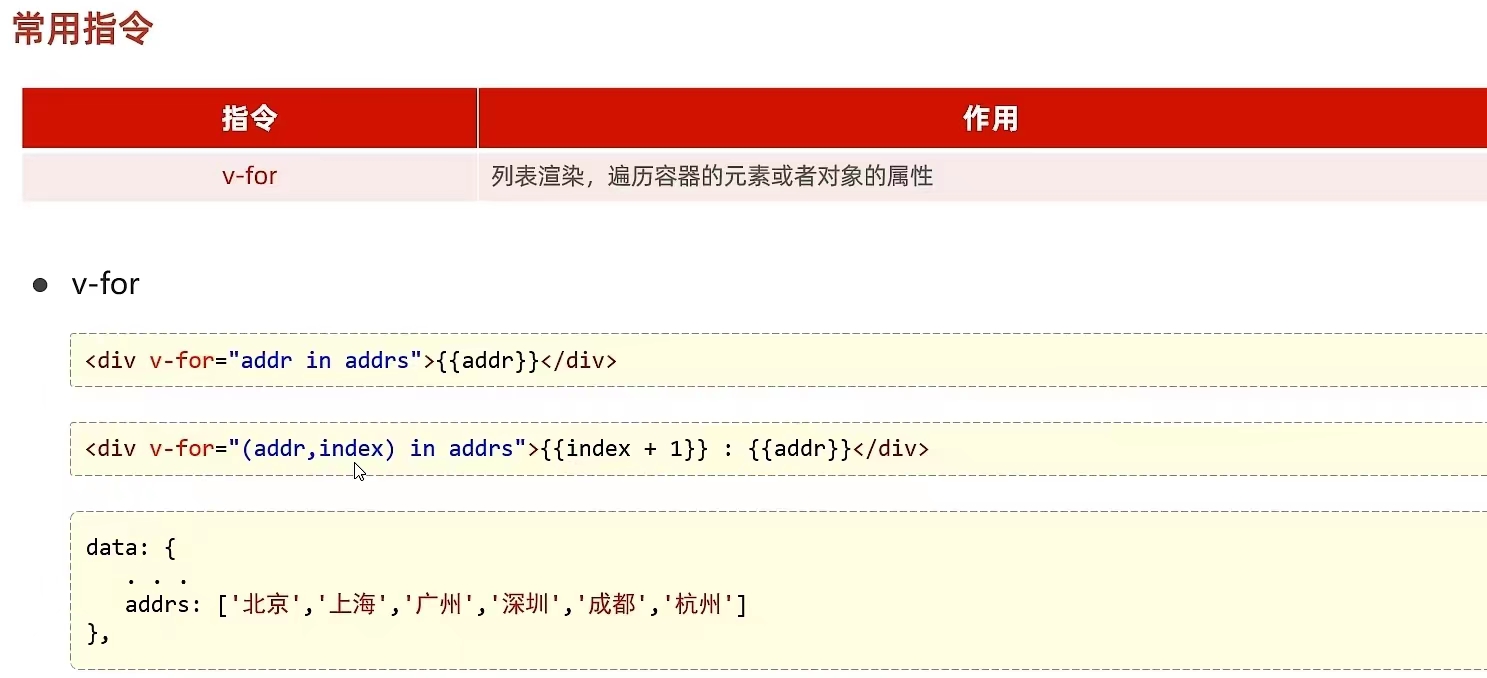 常用指令
指令 作用
v-for 列表渲染，遍历容器的元素或者对象的属性
● v-for
<div v-for="addr in addrs">{{addr}}</div>
<div v-for="(addr,index) in addrs">{{index + 1}} : {{addr}}</div>
data: {
. . .
addrs: ['北京','上海','广州','深圳','成都','杭州']
},